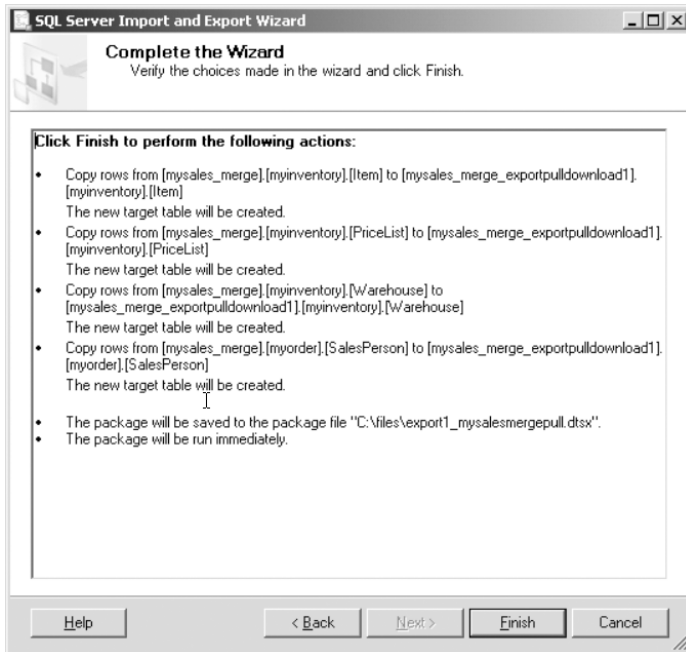 SQL Server Import and Export Wizard
Complete the Wizard
Verify the choices made in the wizard and click Finish.
Click Finish to perform the following actions:
• Copy rows from [mysales_merge].[myinventory].[Item] to [mysales_merge_exportpulldownload1].
[myinventory].[Item]
The new target table will be created.
• Copy rows from [mysales_merge].[myinventory].[PriceList] to [mysales_merge_exportpulldownload1].
[myinventory].[PriceList]
The new target table will be created.
• Copy rows from [mysales_merge].[myinventory].[Warehouse] to
[mysales_merge_exportpulldownload1].[myinventory].[Warehouse]
The new target table will be created.
• Copy rows from [mysales_merge].[myorder].[SalesPerson] to [mysales_merge_exportpulldownload1].
[myorder].[SalesPerson]
The new target table will be created.
• The package will be saved to the package file "C:\files\export1_mysalesmergepull.dtsx".
• The package will be run immediately.
Help < Back Next > Finish Cancel